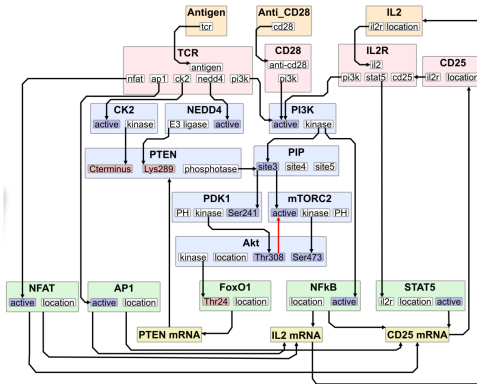 Antigen Anti_CD28 IL2
tcr cd28 il2r location
TCR CD28 IL2R CD25
antigen anti-cd28 il2
nfat ap1 ck2 nedd4 pi3k pi3k pi3k stat5 cd25 il2r location
CK2 NEDD4 PI3K
active kinase E3 ligase active active kinase
PTEN PIP
Cterminus Lys289 phosphotase site3 site4 site5
PDK1 mTORC2
PH kinase Ser241 active kinase PH
Akt
kinase location Thr308 Ser473
NFAT AP1 FoxO1 NFkB STAT5
active location active location Thr24 location location active il2r location active
PTEN mRNA IL2 mRNA CD25 mRNA